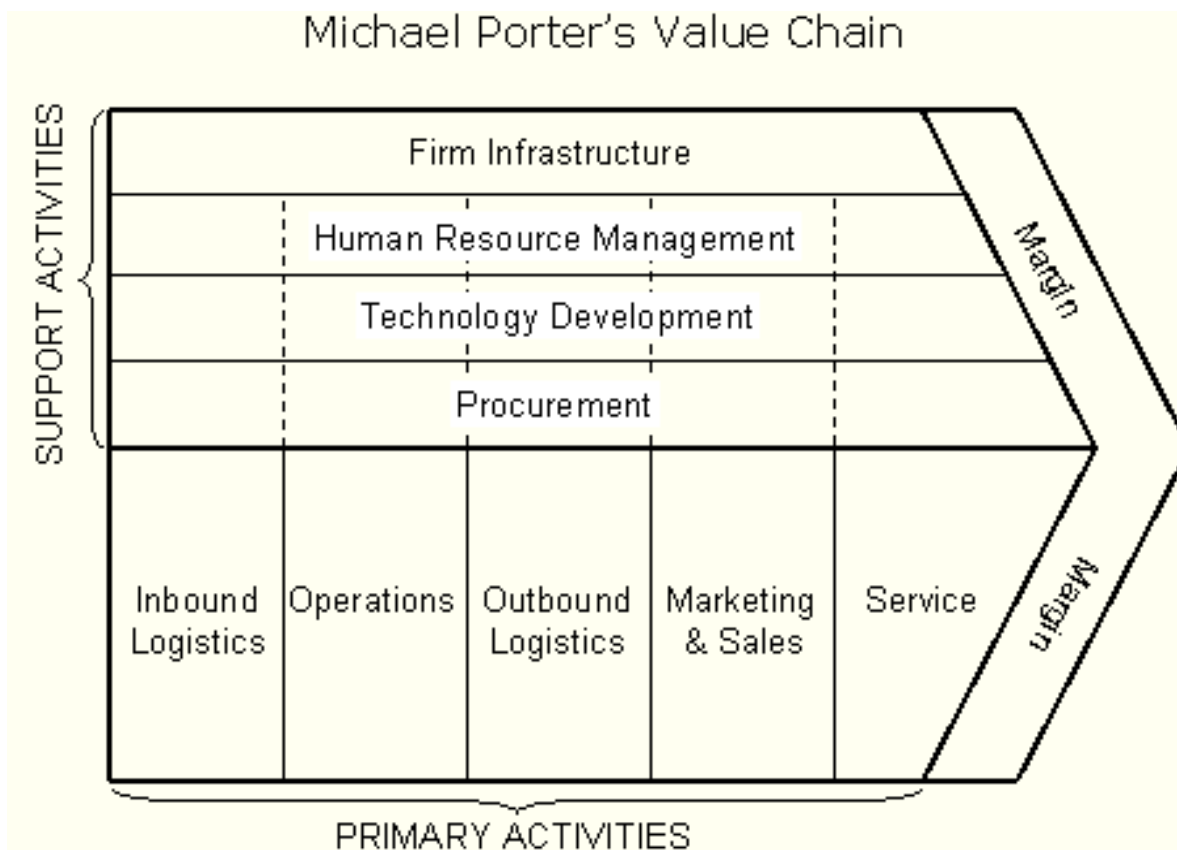 Michael Porter's Value Chain
SUPPORT ACTIVITIES
Firm Infrastructure
Human Resource Management
Technology Development
Procurement
Margin
Inbound
Logistics
Operations
Outbound
Logistics
Marketing
& Sales
Service
Margin
PRIMARY ACTIVITIES